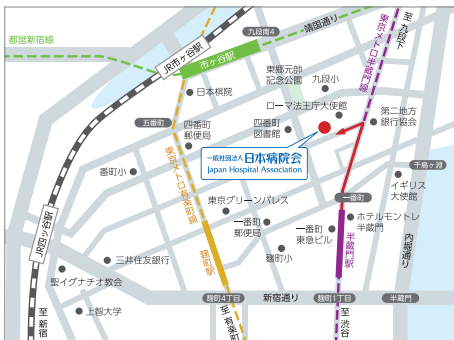 至 九段下
九段南4
靖国通り
都営新宿線
JR市ヶ谷駅
市ヶ谷駅
東京メトロ半蔵門線
東郷元帥
記念公園
九段小
日本棋院
ローマ法王庁大使館
第二地方
銀行協会
五番町
四番町
郵便局
四番町
図書館
一般社団法人 日本病院会
Japan Hospital Association
千鳥ヶ淵
番町小
東京メトロ有楽町線
イギリス
大使館
一番町
東京グリーンパレス
JR四ッ谷駅
一番町
郵便局
一番町
東急ビル
ホテルモントレ
半蔵門
半蔵門駅
内堀通り
三井住友銀行
麹町駅
麹町小
聖イグナチオ教会
麹町4丁目
新宿通り
麹町1丁目
半蔵門
上智大学
至 新宿
至 有楽町
至 渋谷